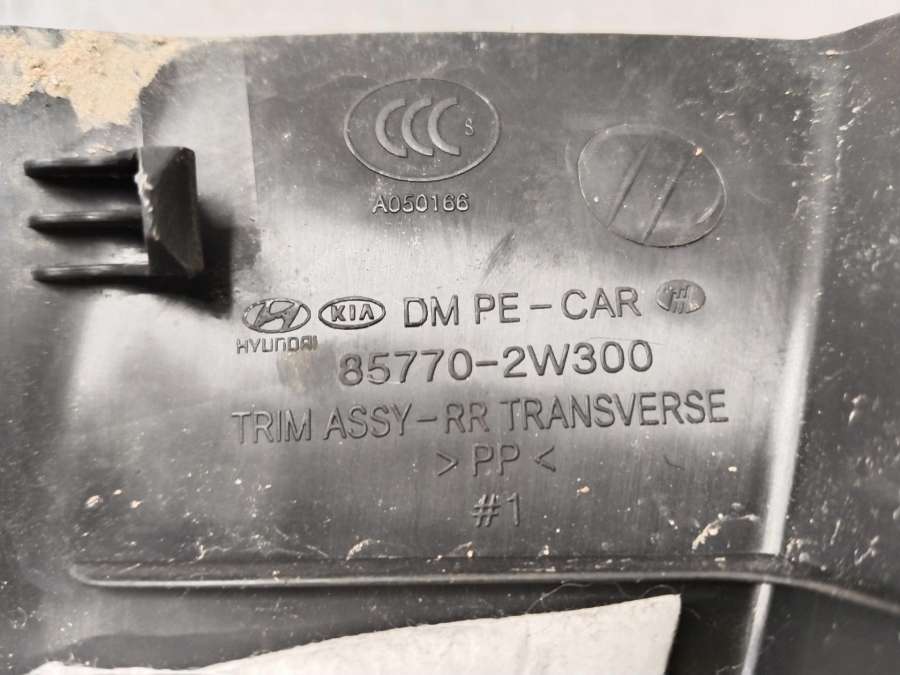 CCC S
A050166
HYUNDAI KIA DM PE-CAR
85770-2W300
TRIM ASSY-RR TRANSVERSE
>PP<
#1